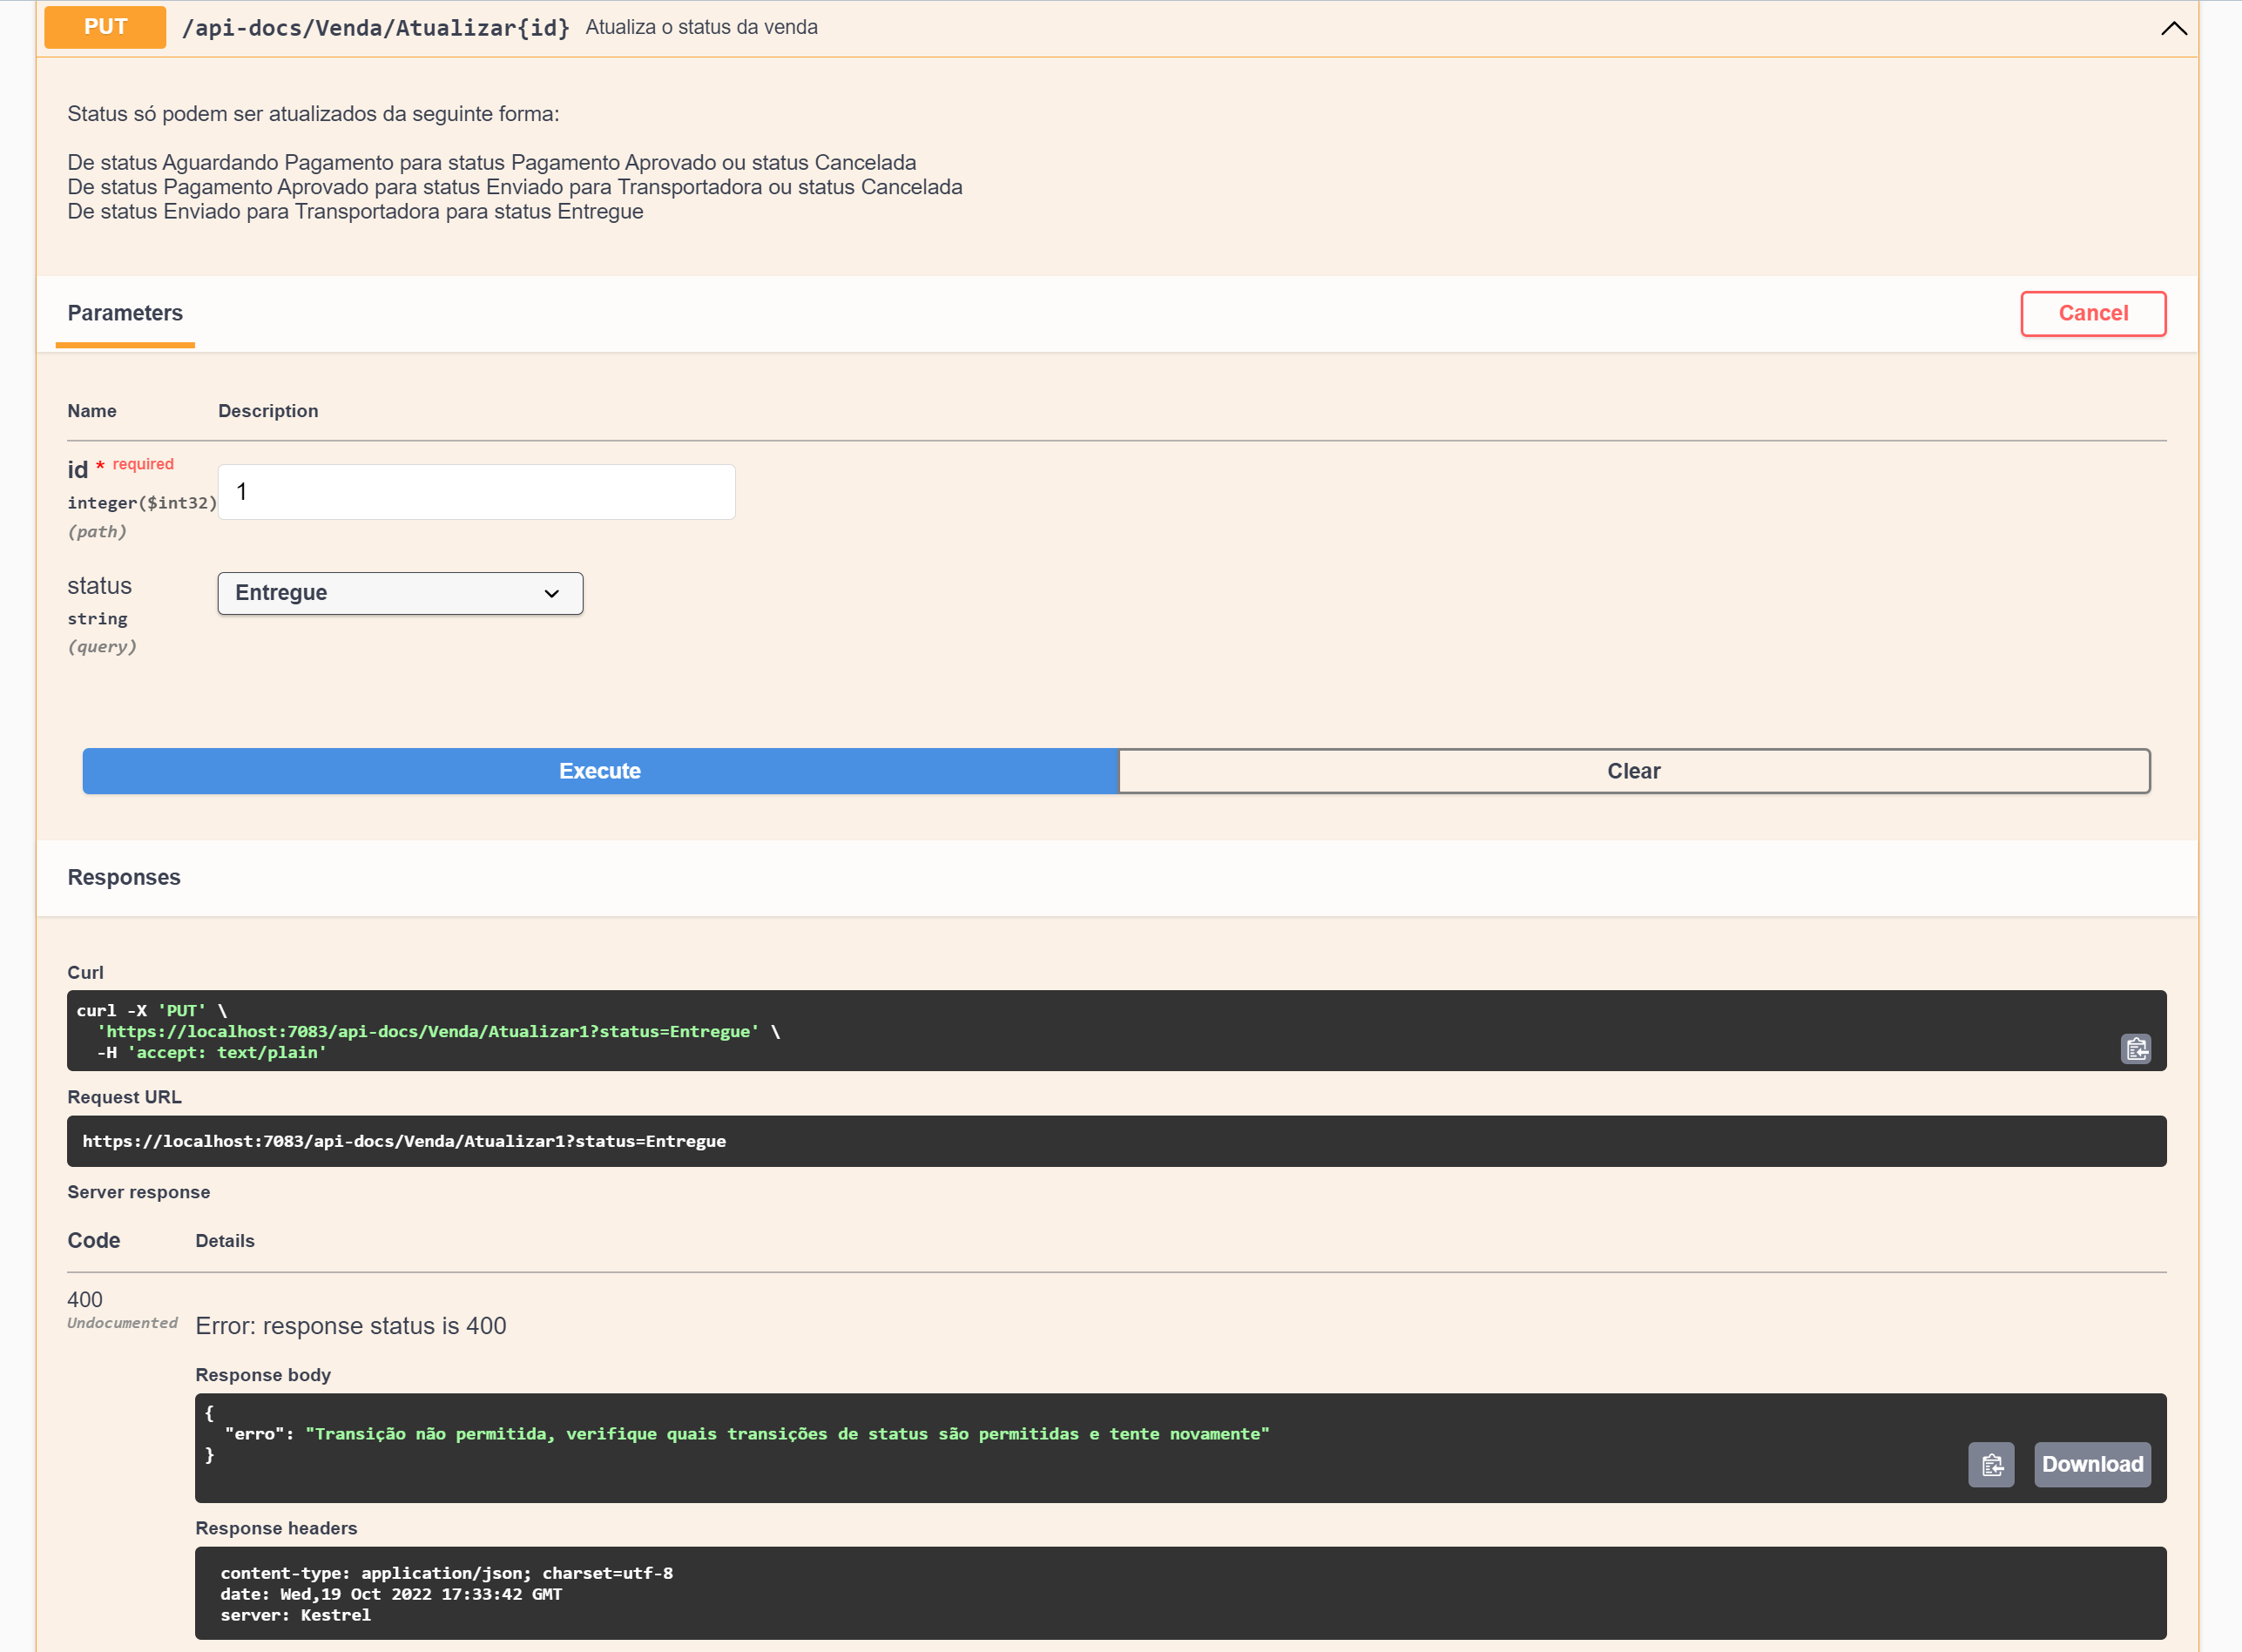 PUT /api-docs/Venda/Atualizar{id} Atualiza o status da venda
Status só podem ser atualizados da seguinte forma:
De status Aguardando Pagamento para status Pagamento Aprovado ou status Cancelada
De status Pagamento Aprovado para status Enviado para Transportadora ou status Cancelada
De status Enviado para Transportadora para status Entregue
Parameters
Cancel
Name Description
id * required
integer($int32)
(path)
1
status
string
(query)
Entregue
Execute
Clear
Responses
Curl
curl -X 'PUT' \
'https://localhost:7083/api-docs/Venda/Atualizar1?status=Entregue' \
-H 'accept: text/plain'
Request URL
https://localhost:7083/api-docs/Venda/Atualizar1?status=Entregue
Server response
Code Details
400
Undocumented
Error: response status is 400
Response body
{
"erro": "Transição não permitida, verifique quais transições de status são permitidas e tente novamente"
}
Download
Response headers
content-type: application/json; charset=utf-8
date: Wed,19 Oct 2022 17:33:42 GMT
server: Kestrel